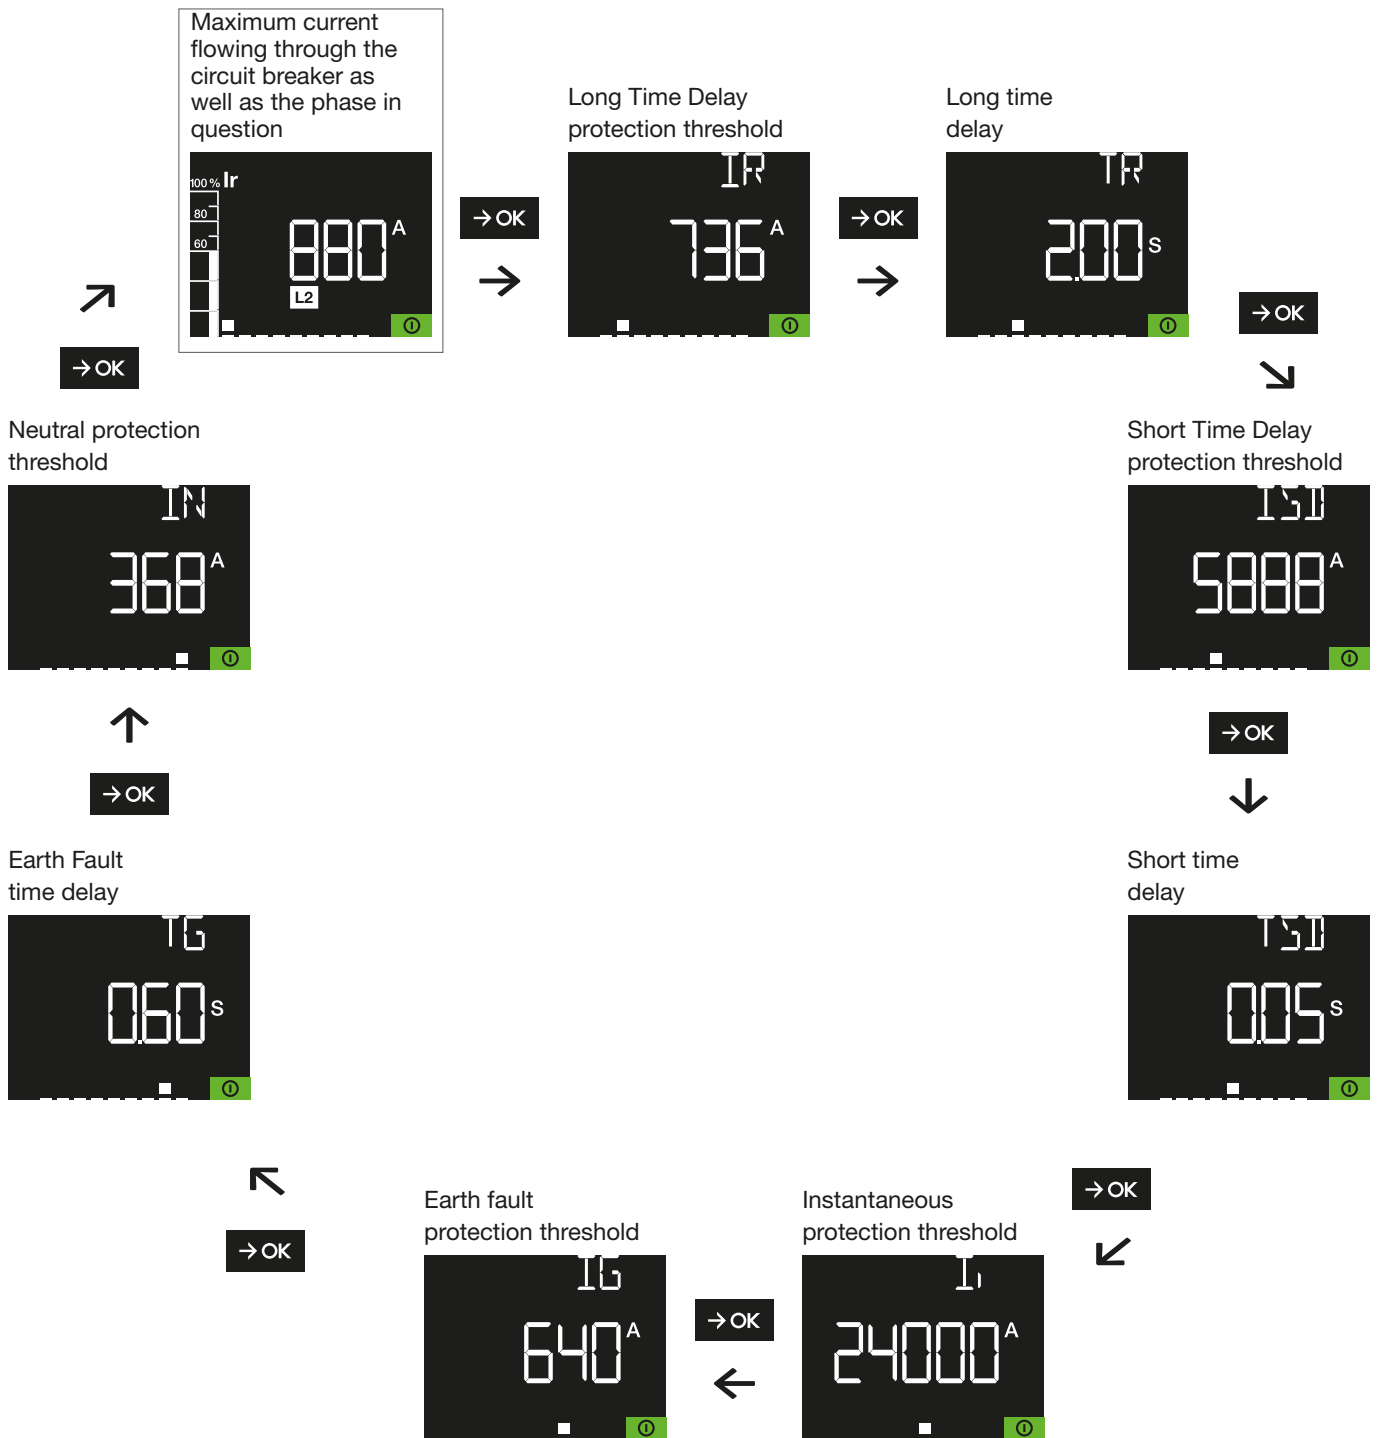 Maximum current
flowing through the
circuit breaker as
well as the phase in
question
100 % Ir
80
60
880 A
L2
→ OK
Long Time Delay
protection threshold
IR
736 A
→ OK
Long time
delay
TR
2.00 S
→ OK
Short Time Delay
protection threshold
ISD
5888 A
→ OK
Short time
delay
TSD
0.05 S
→ OK
Instantaneous
protection threshold
Ii
24000 A
→ OK
Earth fault
protection threshold
IG
640 A
→ OK
Earth Fault
time delay
TG
0.60 S
→ OK
Neutral protection
threshold
IN
368 A
→ OK